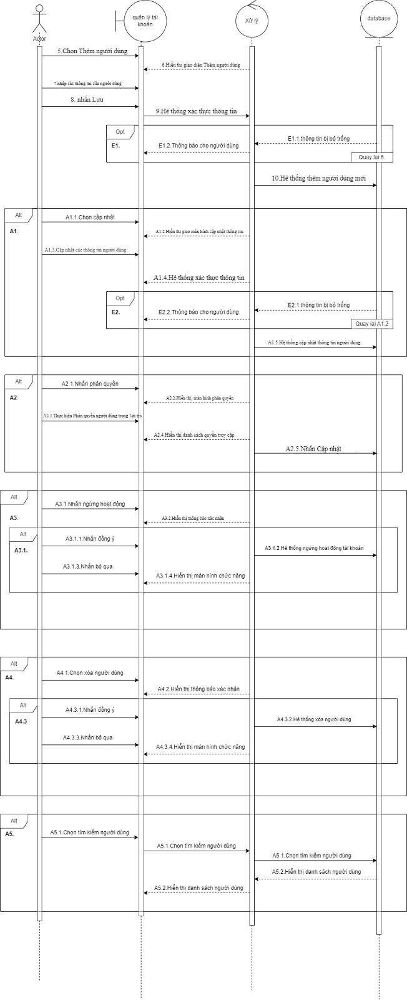 quản lý tài
khoản
Xử lý
database
Actor
5.Chọn Thêm người dùng
6.Hiển thị giao diện Thêm người dùng
7.nhập các thông tin của người dùng
8. nhấn Lưu
9.Hệ thống xác thực thông tin
Opt
E1.
E1.1.thông tin bị bỏ trống
E1.2.Thông báo cho người dùng
Quay lại 6.
10.Hệ thống thêm người dùng mới
Alt
A1.
A1.1.Chọn cập nhật
A1.2.Hiển thị giao màn hình cập nhật thông tin.
A1.3.Cập nhật các thông tin người dùng
A1.4.Hệ thống xác thực thông tin
Opt
E2.
E2.1.thông tin bị bỏ trống
E2.2.Thông báo cho người dùng
Quay lại A1.2
A1.5.Hệ thống cập nhật thông tin người dùng
Alt
A2.
A2.1.Nhấn phân quyền
A2.2.Hiển thị màn hình phân quyền
A2.3.Thực hiện Phân quyền người dùng trong Vai trò
A2.4.Hiển thị danh sách quyền truy cập
A2.5.Nhấn Cập nhật
Alt
A3.
A3.1.Nhấn ngừng hoạt động
A3.2.Hiển thị thông báo xác nhận
Alt
A3.1.
A3.1.1.Nhấn đồng ý
A3.1.2.Hệ thống ngưng hoạt động tài khoản
A3.1.3.Nhấn bỏ qua
A3.1.4.Hiển thị màn hình chức năng
Alt
A4.
A4.1.Chọn xóa người dùng
A4.2.Hiển thị thông báo xác nhận
Alt
A4.3
A4.3.1.Nhấn đồng ý
A4.3.2.Hệ thống xóa người dùng
A4.3.3.Nhấn bỏ qua
A4.3.4.Hiển thị màn hình chức năng
Alt
A5.
A5.1.Chọn tìm kiếm người dùng
A5.1.Chọn tìm kiếm người dùng
A5.1.Chọn tìm kiếm người dùng
A5.2.Hiển thị danh sách người dùng
A5.2.Hiển thị danh sách người dùng